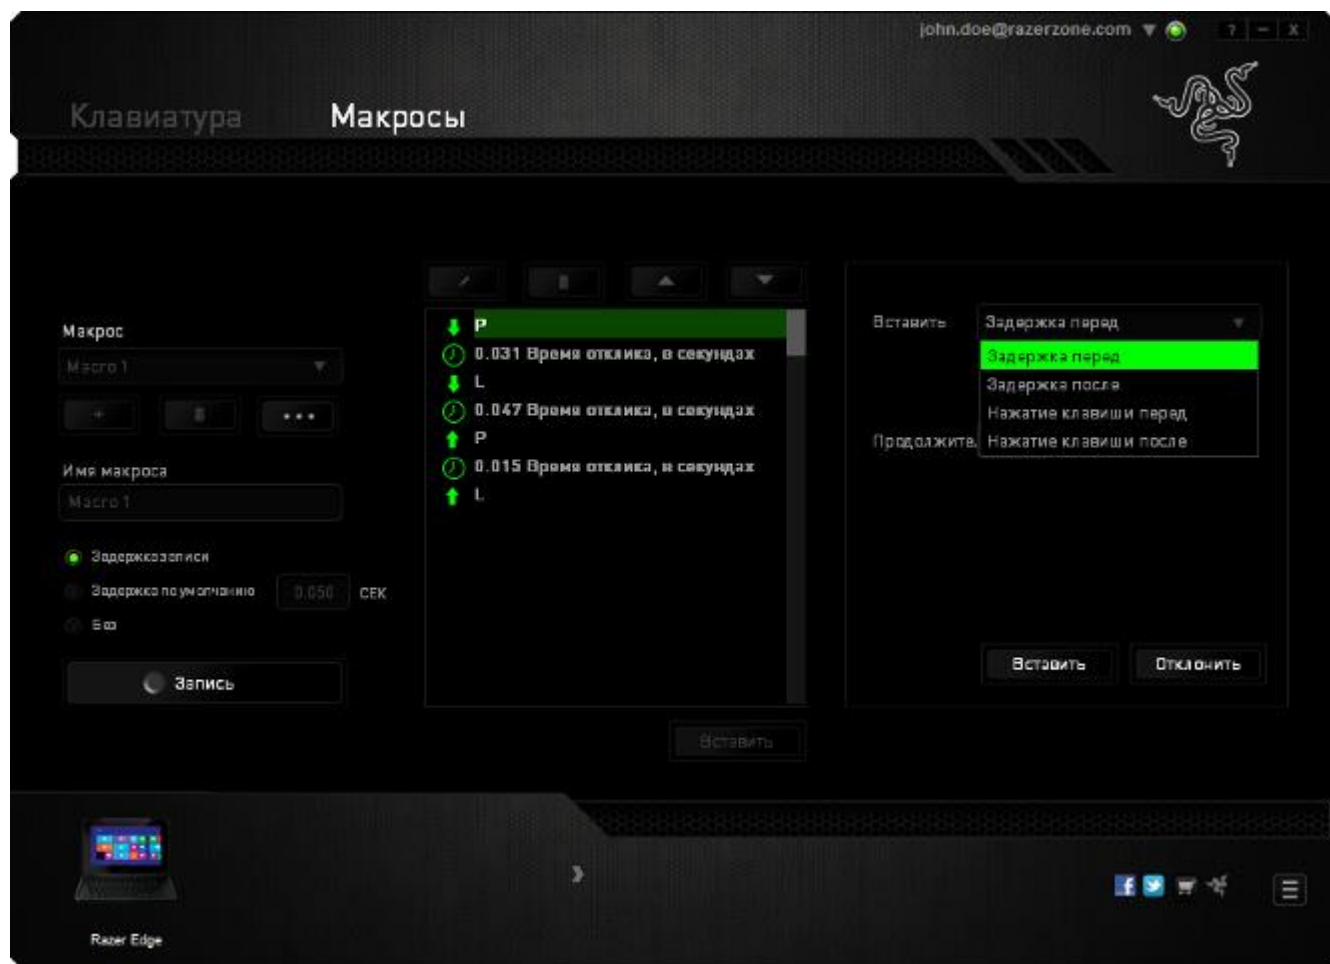 john.doe@razerzone.com
? – X
Клавиатура
Макросы
Макрос
Macro 1
Имя макроса
Macro 1
Задержка записи
Задержка по умолчанию 0.050 СЕК
Без
Запись
P
0.031 Время отклика, в секундах
L
0.047 Время отклика, в секундах
P
0.015 Время отклика, в секундах
L
Вставить
Вставить Задержка перед
Задержка перед
Задержка после
Нажатие клавиши перед
Нажатие клавиши после
Продолжите
Вставить
Отклонить
Razer Edge